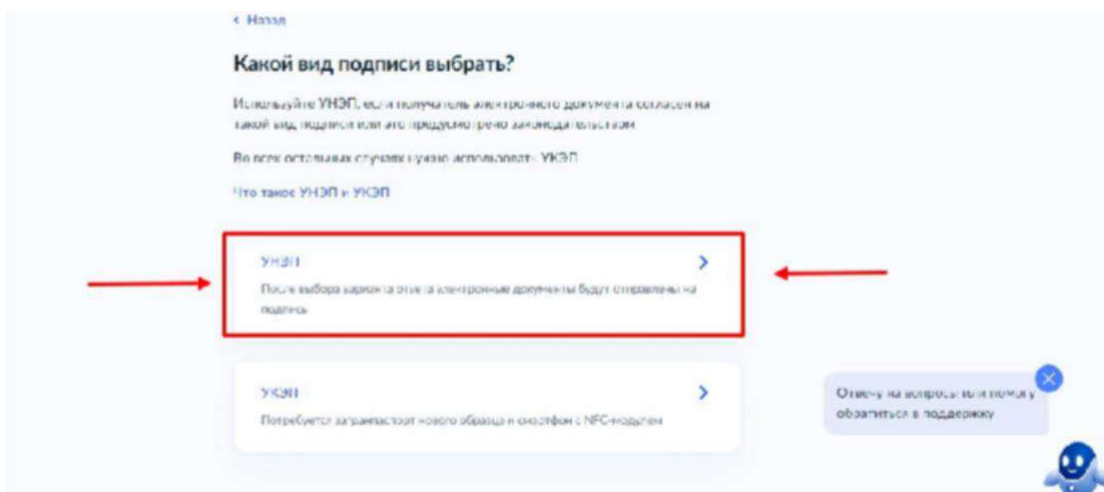 Назад
Какой вид подписи выбрать?
Используйте УНЭП, если получатель электронного документа согласен на
такой вид подписи или это предусмотрено законодательством
Во всех остальных случаях нужно использовать УКЭП
Что такое УНЭП и УКЭП
УНЭП
После выбора варианта ответа электронные документы будут отправлены на
подпись
УКЭП
Потребуется загранпаспорт нового образца и смартфон с NFC-модулем
Отвечу на вопросы или помогу
обратиться в поддержку